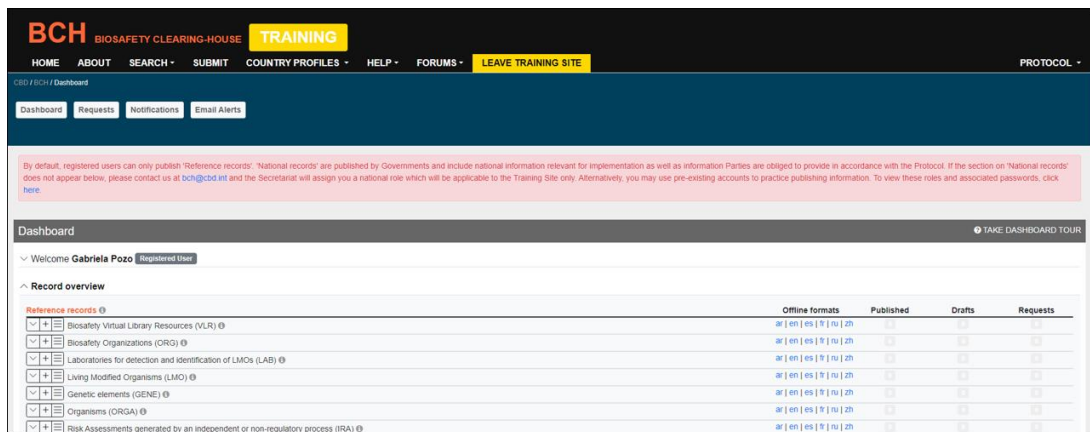 BCH BIOSAFETY CLEARING-HOUSE TRAINING
HOME ABOUT SEARCH SUBMIT COUNTRY PROFILES HELP FORUMS LEAVE TRAINING SITE PROTOCOL
CBD / BCH / Dashboard
Dashboard Requests Notifications Email Alerts
By default, registered users can only publish 'Reference records'. 'National records' are published by Governments and include national information relevant for implementation as well as information Parties are obliged to provide in accordance with the Protocol. If the section on 'National records'
does not appear below, please contact us at bch@cbd.int and the Secretariat will assign you a national role which will be applicable to the Training Site only. Alternatively, you may use pre-existing accounts to practice publishing information. To view these roles and associated passwords, click
here.
Dashboard TAKE DASHBOARD TOUR
Welcome Gabriela Pozo Registered User
Record overview
Reference records Offline formats Published Drafts Requests
Biosafety Virtual Library Resources (VLR) ar | en | es | fr | ru | zh
Biosafety Organizations (ORG) ar | en | es | fr | ru | zh
Laboratories for detection and identification of LMOs (LAB) ar | en | es | fr | ru | zh
Living Modified Organisms (LMO) ar | en | es | fr | ru | zh
Genetic elements (GENE) ar | en | es | fr | ru | zh
Organisms (ORGA) ar | en | es | fr | ru | zh
Risk Assessments generated by an independent or non-regulatory process (IRA) ar | en | es | fr | ru | zh